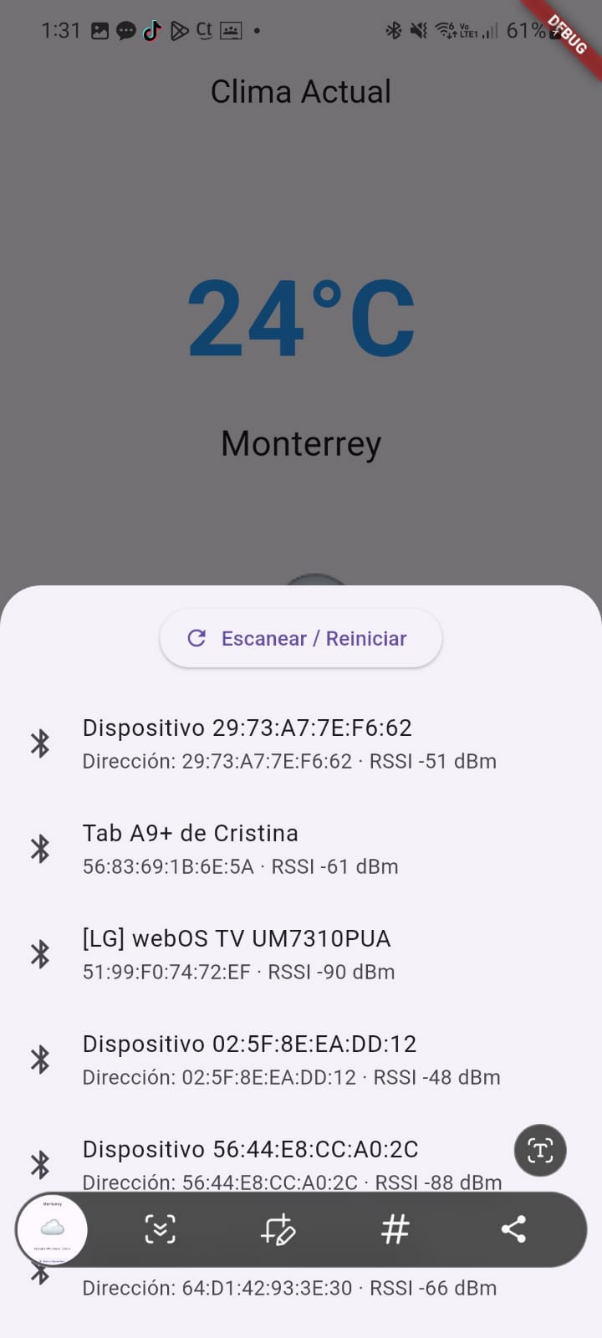 1:31
61%
DEBUG
Clima Actual
24°C
Monterrey
Escanear / Reiniciar
Dispositivo 29:73:A7:7E:F6:62
Dirección: 29:73:A7:7E:F6:62 · RSSI -51 dBm
Tab A9+ de Cristina
56:83:69:1B:6E:5A · RSSI -61 dBm
[LG] webOS TV UM7310PUA
51:99:F0:74:72:EF · RSSI -90 dBm
Dispositivo 02:5F:8E:EA:DD:12
Dirección: 02:5F:8E:EA:DD:12 · RSSI -48 dBm
Dispositivo 56:44:E8:CC:A0:2C
Dirección: 56:44:E8:CC:A0:2C · RSSI -88 dBm
Dirección: 64:D1:42:93:3E:30 · RSSI -66 dBm